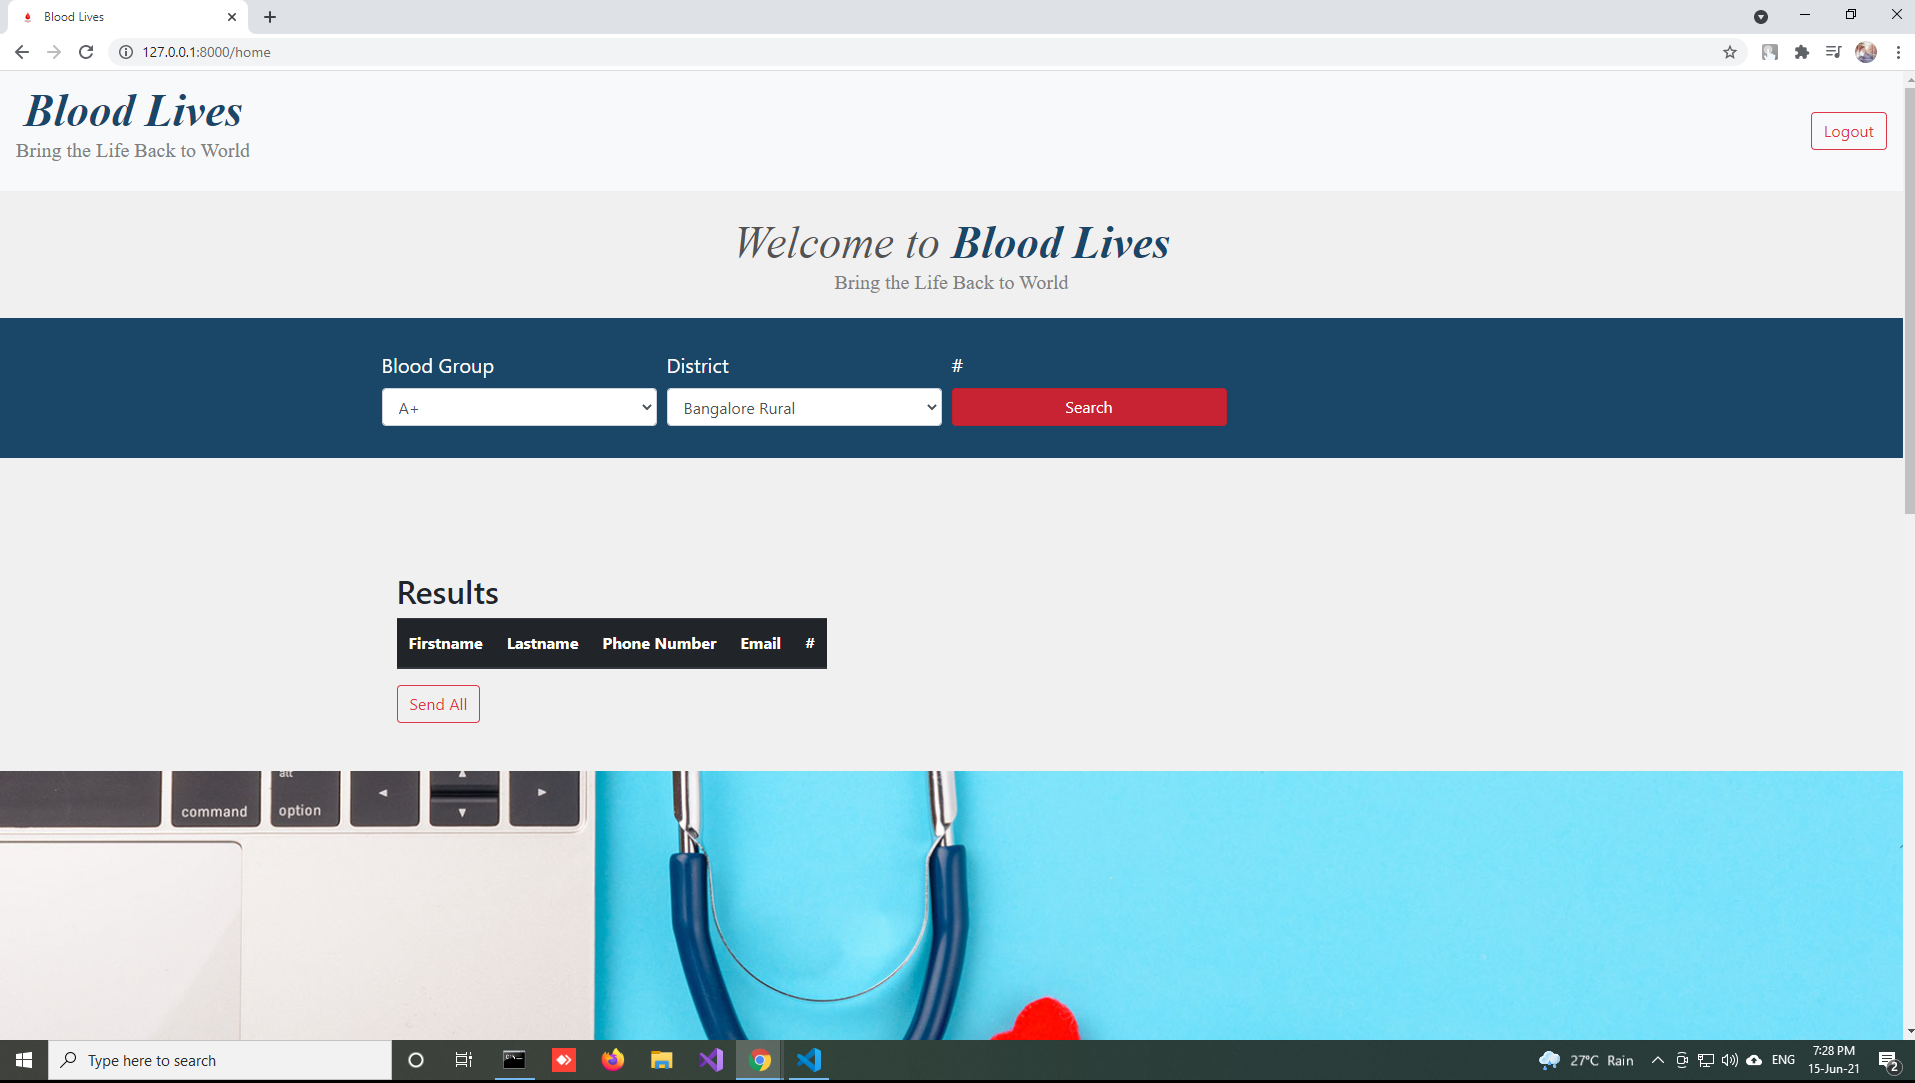 Blood Lives
127.0.0.1:8000/home
Blood Lives
Bring the Life Back to World
Logout
Welcome to Blood Lives
Bring the Life Back to World
Blood Group
District
#
A+
Bangalore Rural
Search
Results
Firstname Lastname Phone Number Email #
Send All
alt
command
option
Type here to search
27°C Rain
ENG
7:28 PM
15-Jun-21
2